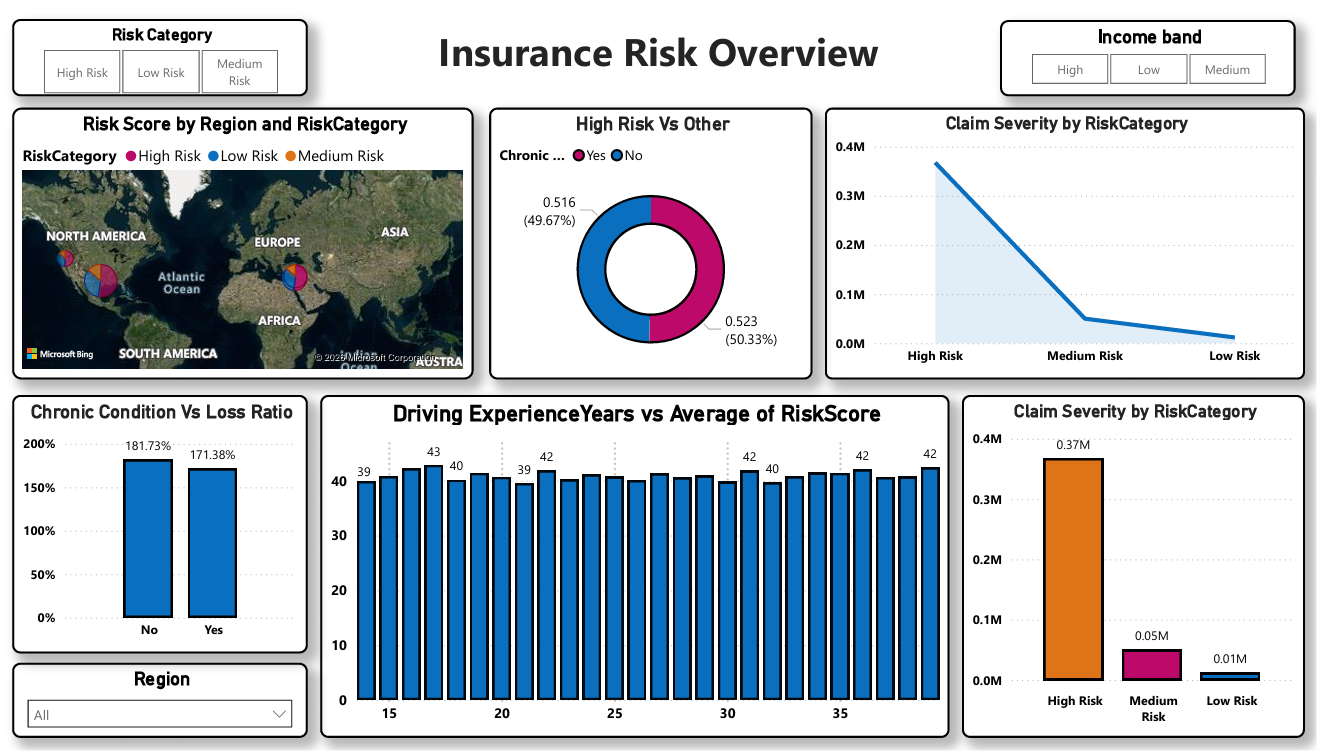 Risk Category
High Risk
Low Risk
Medium
Risk
Insurance Risk Overview
Income band
High
Low
Medium
Risk Score by Region and RiskCategory
RiskCategory High Risk Low Risk Medium Risk
NORTH AMERICA
EUROPE
ASIA
Atlantic
Ocean
AFRICA
SOUTH AMERICA
Indian
Ocean
AUSTRA
Microsoft Bing
Microsoft Corporation
High Risk Vs Other
Chronic ... Yes No
0.516
(49.67%)
0.523
(50.33%)
Claim Severity by RiskCategory
0.4M
0.3M
0.2M
0.1M
0.0M
High Risk
Medium Risk
Low Risk
Chronic Condition Vs Loss Ratio
200%
150%
100%
50%
0%
181.73%
171.38%
No
Yes
Region
All
Driving ExperienceYears vs Average of RiskScore
40
30
20
10
0
39
43
40
39
42
42
40
42
42
15
20
25
30
35
Claim Severity by RiskCategory
0.4M
0.3M
0.2M
0.1M
0.0M
0.37M
0.05M
0.01M
High Risk
Medium
Risk
Low Risk